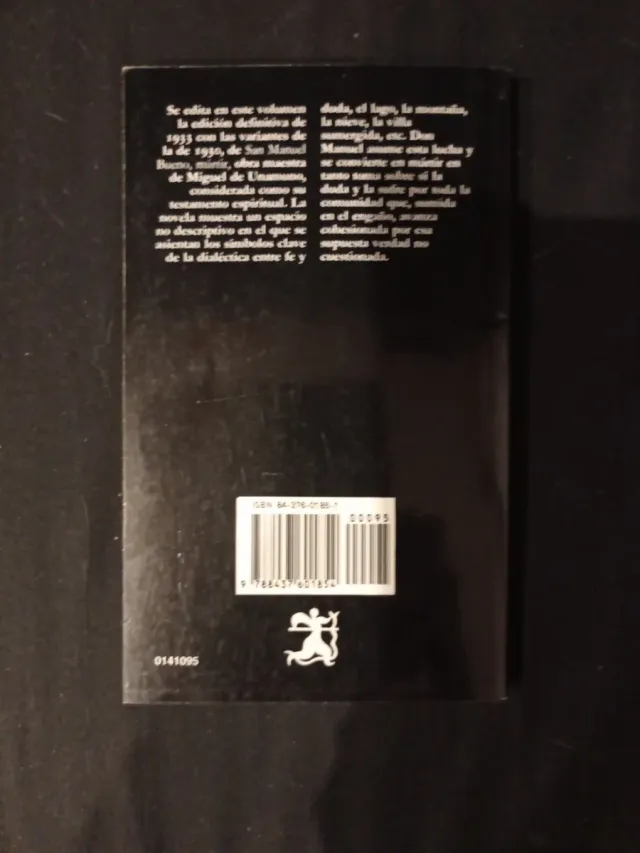 Se edita en este volumen
la edición definitiva de
1933 con las variantes de
la de 1930, de San Manuel
Bueno, mártir, obra maestra
de Miguel de Unamuno,
considerada como su
testamento espiritual. La
novela muestra un espacio
no descriptivo en el que se
asientan los símbolos clave
de la dialéctica entre fe y
duda, el lago, la montaña,
la nieve, la villa
sumergida, etc. Don
Manuel asume esta lucha y
se convierte en mártir en
tanto toma sobre sí la
duda y la sufre por toda la
comunidad que, sumida
en el engaño, avanza
cohesionada por esa
supuesta verdad no
cuestionada.
ISBN 84-376-0185-1
00095
9 788437 601854
0141095